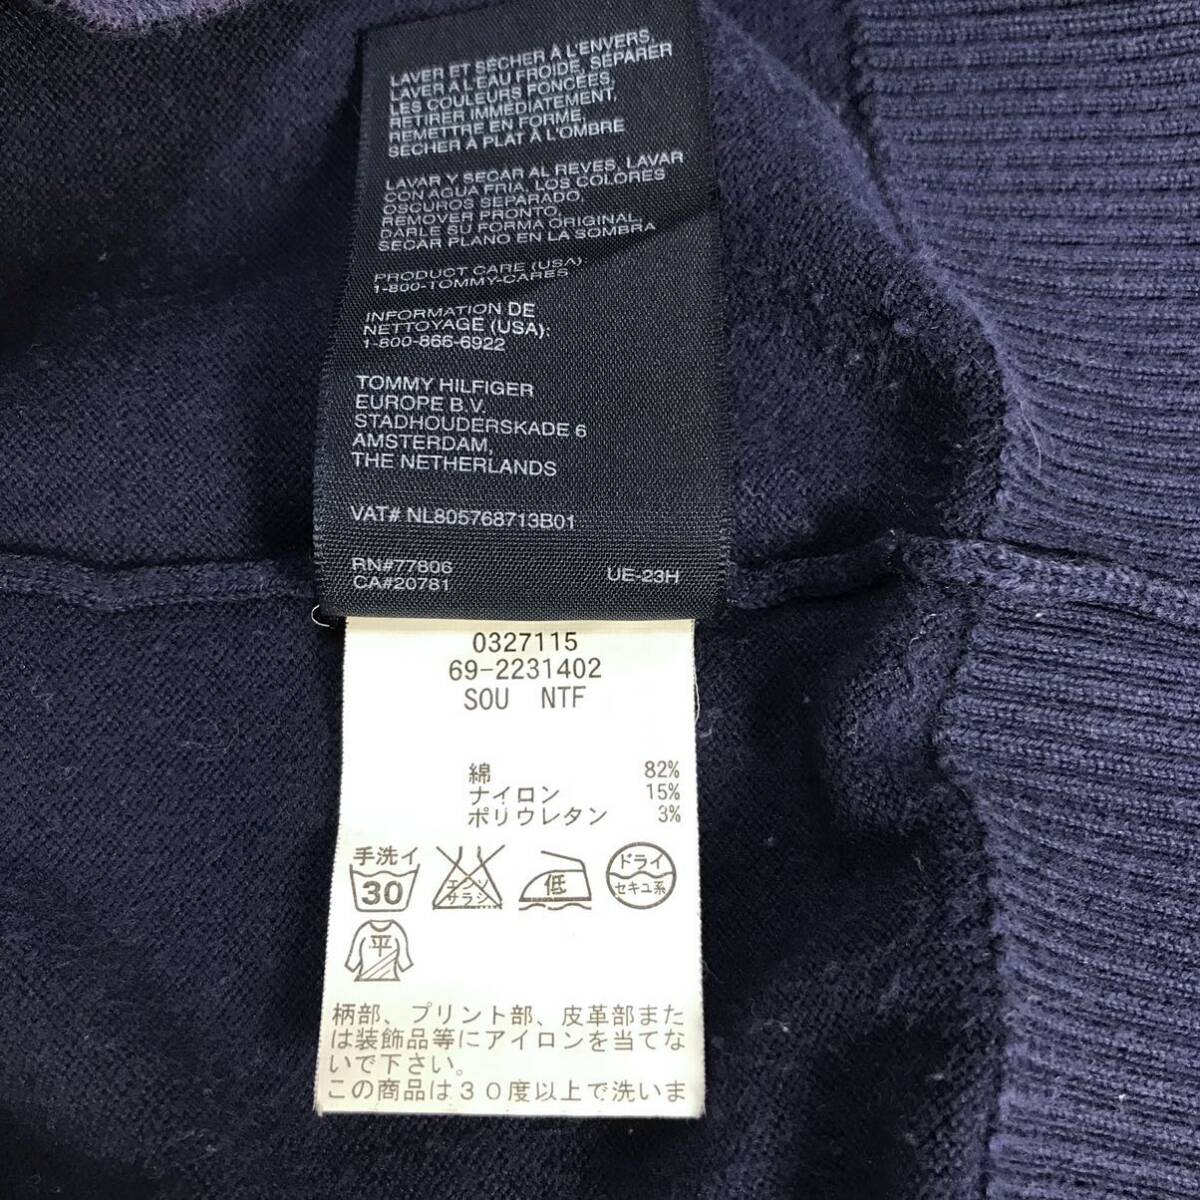 LAVER ET SÉCHER À L'ENVERS,
LAVER A L'EAU FROIDE, SÉPARER
LES COULEURS FONCÉES,
RETIRER IMMÉDIATEMENT,
REMETTRE EN FORME,
SÉCHER A PLAT À L'OMBRE
LAVAR Y SECAR AL REVES, LAVAR
CON AGUA FRIA, LOS COLORES
OSCUROS SEPARADO,
REMOVER PRONTO,
DARLE SU FORMA ORIGINAL,
SECAR PLANO EN LA SOMBRA
PRODUCT CARE (USA)
1-800-TOMMY-CARES
INFORMATION DE
NETTOYAGE (USA):
1-800-866-6922
TOMMY HILFIGER
EUROPE B.V.
STADHOUDERSKADE 6
AMSTERDAM,
THE NETHERLANDS
VAT# NL805768713B01
RN#77806
CA#20781 UE-23H
0327115
69-2231402
SOU NTF
綿 82%
ナイロン 15%
ポリウレタン 3%
手洗イ
30 エンソ サラシ 低 ドライ セキユ系
平
柄部、プリント部、皮革部また
は装飾品等にアイロンを当てな
いで下さい。
この商品は３０度以上で洗いま